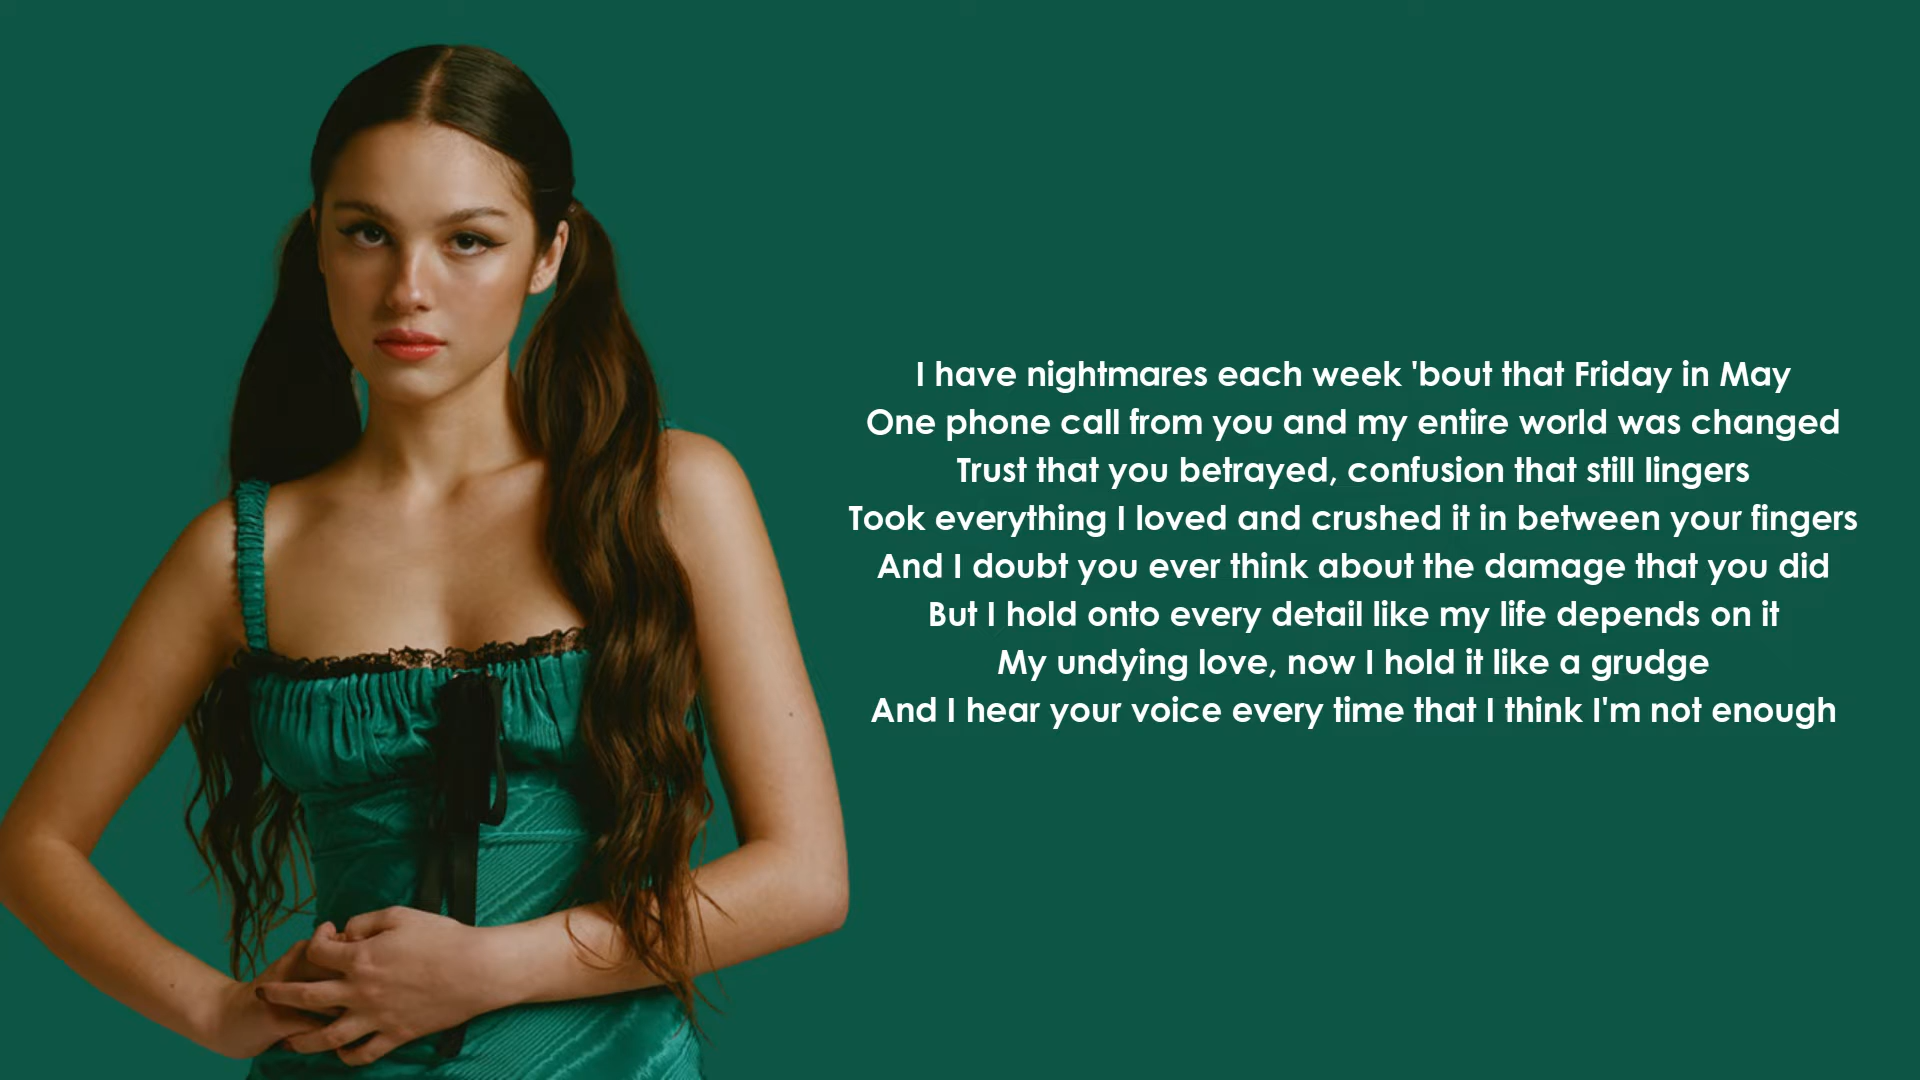 I have nightmares each week 'bout that Friday in May
One phone call from you and my entire world was changed
Trust that you betrayed, confusion that still lingers
Took everything I loved and crushed it in between your fingers
And I doubt you ever think about the damage that you did
But I hold onto every detail like my life depends on it
My undying love, now I hold it like a grudge
And I hear your voice every time that I think I'm not enough